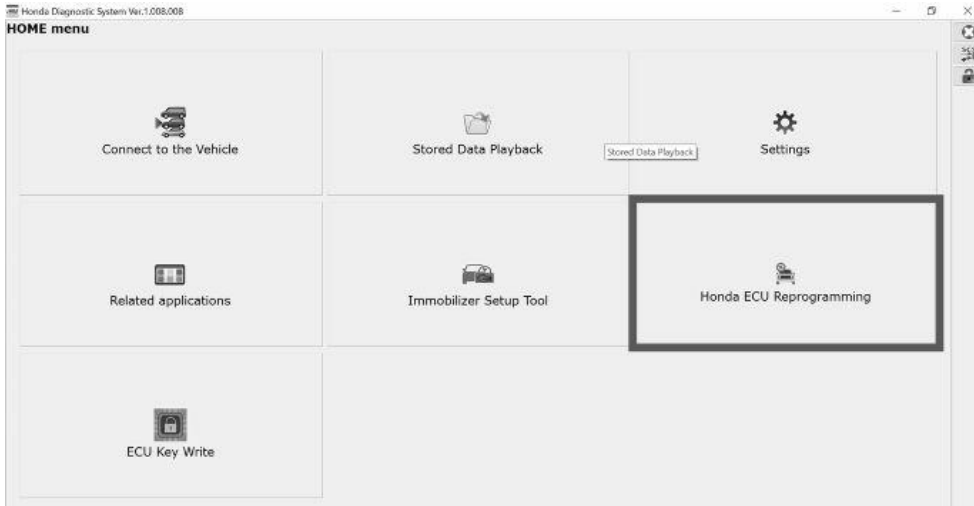 Honda Diagnostic System Ver.1.008.008
HOME menu
Connect to the Vehicle
Stored Data Playback
Stored Data Playback
Settings
Related applications
Immobilizer Setup Tool
Honda ECU Reprogramming
ECU Key Write